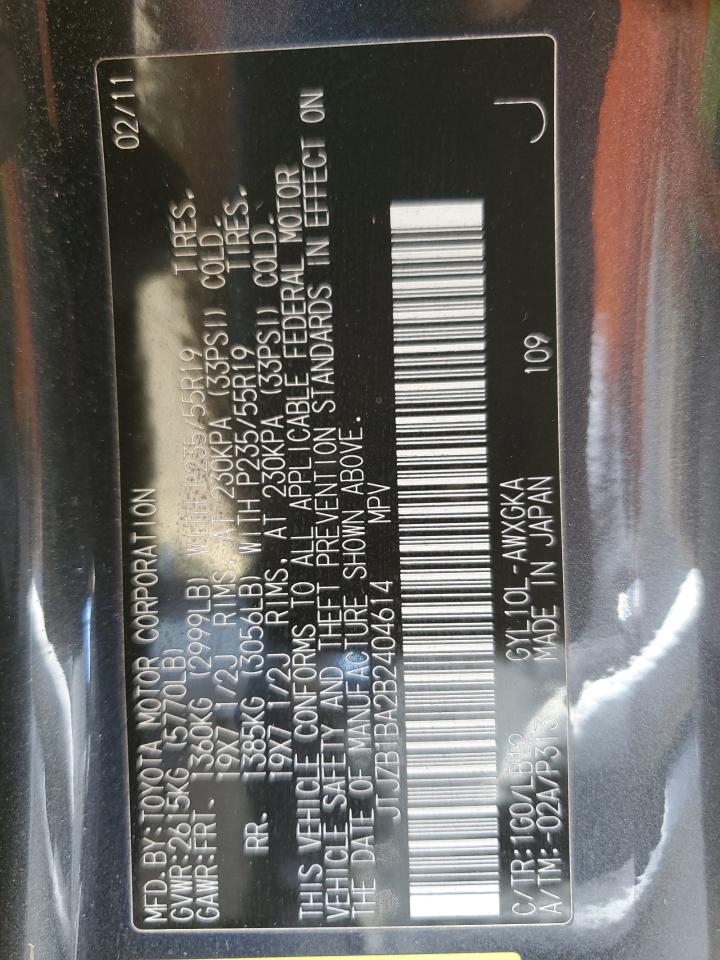 MFD.BY:TOYOTA MOTOR CORPORATION 02/11
GVWR:2615KG (5770LB)
GAWR:FRT. 1360KG (2999LB) WITH P235/55R19 TIRES,
19X7 1/2J RIMS, AT 230KPA (33PSI) COLD.
RR. 1385KG (3056LB) WITH P235/55R19 TIRES,
19X7 1/2J RIMS, AT 230KPA (33PSI) COLD.
THIS VEHICLE CONFORMS TO ALL APPLICABLE FEDERAL MOTOR
VEHICLE SAFETY AND THEFT PREVENTION STANDARDS IN EFFECT ON
THE DATE OF MANUFACTURE SHOWN ABOVE.
JTJZB1BA2B2404614 MPV
C/TR:1G0/LB12 GYL10L-AWXGKA J
A/TM:-02A/P313 MADE IN JAPAN 109